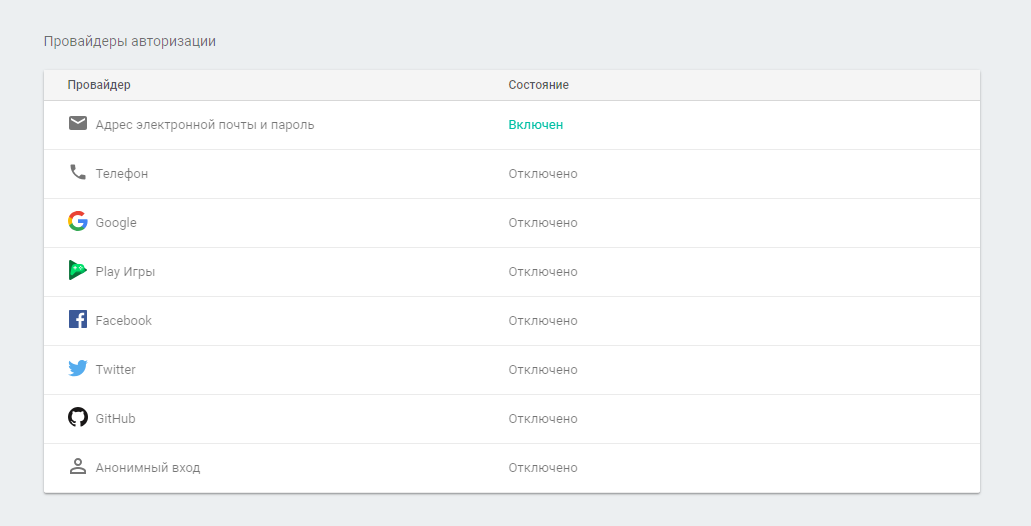 Провайдеры авторизации
Провайдер Состояние
Адрес электронной почты и пароль Включен
Телефон Отключено
Google Отключено
Play Игры Отключено
Facebook Отключено
Twitter Отключено
GitHub Отключено
Анонимный вход Отключено